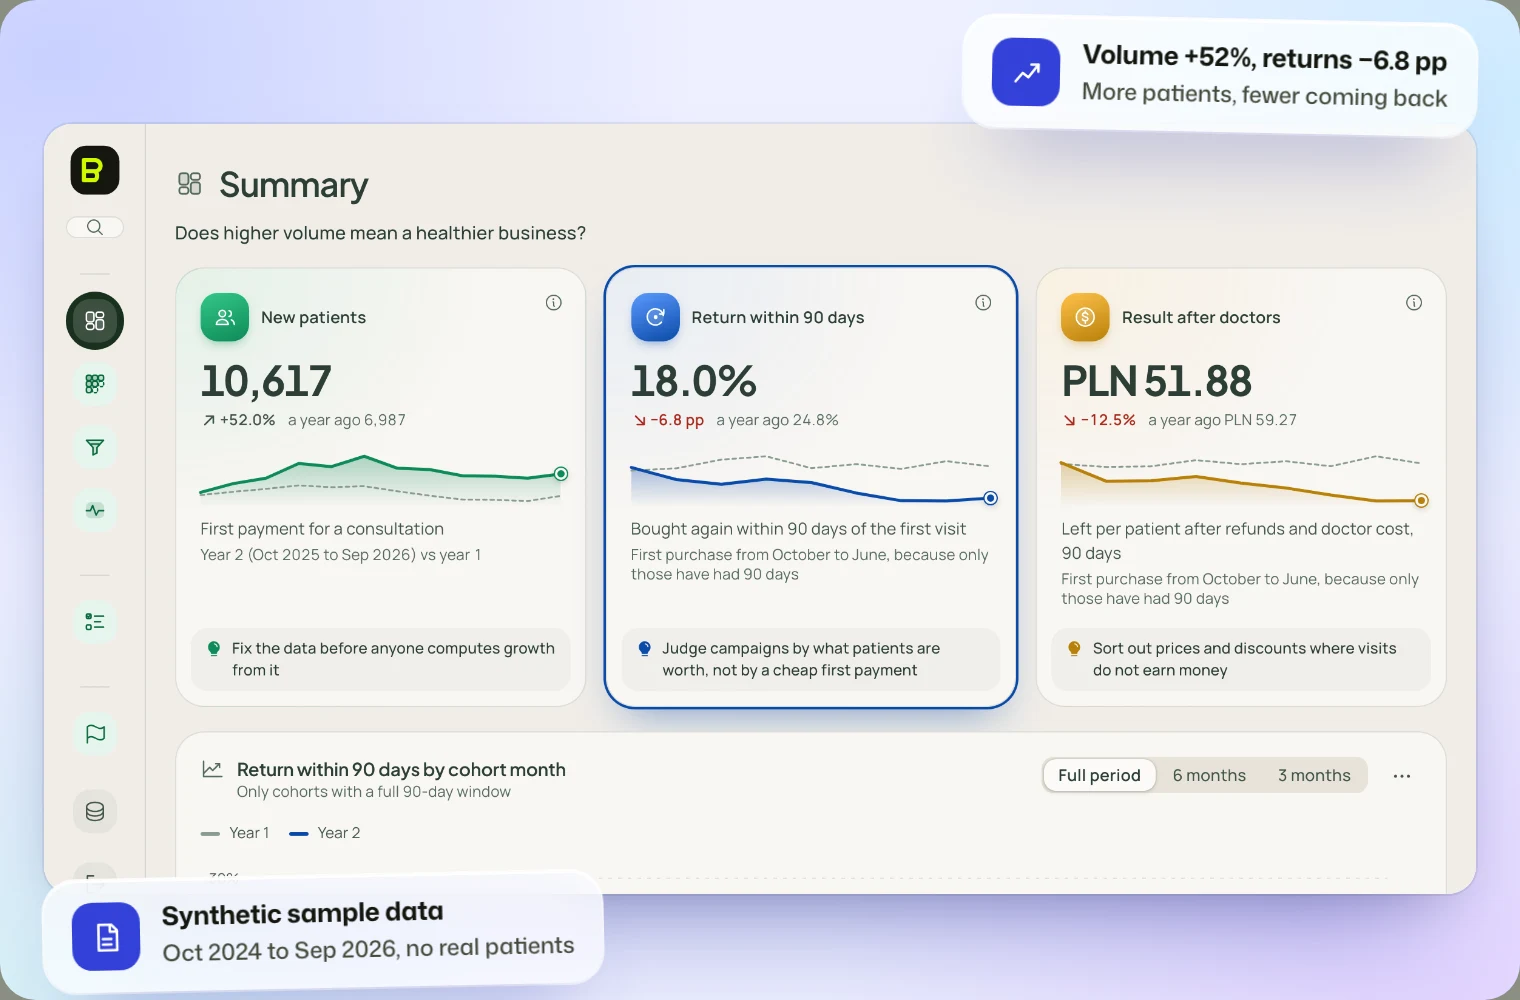 Volume +52%, returns −6.8 pp
More patients, fewer coming back
Summary
Does higher volume mean a healthier business?
New patients
10,617
+52.0% a year ago 6,987
First payment for a consultation
Year 2 (Oct 2025 to Sep 2026) vs year 1
Fix the data before anyone computes growth
from it
Return within 90 days
18.0%
−6.8 pp a year ago 24.8%
Bought again within 90 days of the first visit
First purchase from October to June, because only
those have had 90 days
Judge campaigns by what patients are
worth, not by a cheap first payment
Result after doctors
PLN 51.88
−12.5% a year ago PLN 59.27
Left per patient after refunds and doctor cost,
90 days
First purchase from October to June, because only
those have had 90 days
Sort out prices and discounts where visits
do not earn money
Return within 90 days by cohort month
Only cohorts with a full 90-day window
Full period 6 months 3 months
Year 1 Year 2
30%
Synthetic sample data
Oct 2024 to Sep 2026, no real patients